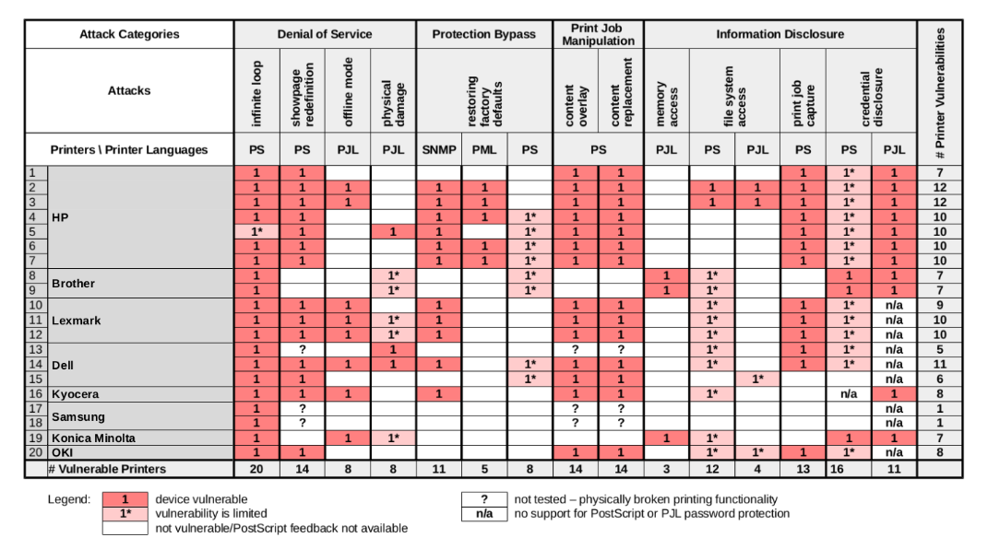 Attack Categories Denial of Service Protection Bypass Print Job Manipulation Information Disclosure # Printer Vulnerabilities
Attacks infinite loop showpage redefinition offline mode physical damage restoring factory defaults content overlay content replacement memory access file system access print job capture credential disclosure
Printers \ Printer Languages PS PS PJL PJL SNMP PML PS PS PJL PS PJL PS PS PJL
1 1 1 1 1 1 1* 1 7
2 1 1 1 1 1 1 1 1 1 1 1* 1 12
3 1 1 1 1 1 1 1 1 1 1 1* 1 12
4 HP 1 1 1 1 1* 1 1 1 1* 1 10
5 1* 1 1 1 1* 1 1 1 1* 1 10
6 1 1 1 1 1* 1 1 1 1* 1 10
7 1 1 1 1 1* 1 1 1 1* 1 10
8 Brother 1 1* 1* 1 1* 1 1 7
9 1 1* 1* 1 1* 1 1 7
10 1 1 1 1 1 1 1* 1 1* n/a 9
11 Lexmark 1 1 1 1* 1 1 1 1* 1 1* n/a 10
12 1 1 1 1* 1 1 1 1* 1 1* n/a 10
13 1 ? 1 ? ? 1* 1 1* n/a 5
14 Dell 1 1 1 1 1 1* 1 1 1* 1 1* n/a 11
15 1 1 1* 1 1 1* n/a 6
16 Kyocera 1 1 1 1 1 1 1* n/a 1 8
17 Samsung 1 ? ? ? n/a 1
18 1 ? ? ? n/a 1
19 Konica Minolta 1 1 1* 1 1* 1 1 7
20 OKI 1 1 1 1 1* 1* 1 1* n/a 8
# Vulnerable Printers 20 14 8 8 11 5 8 14 14 3 12 4 13 16 11
Legend: 1 device vulnerable ? not tested – physically broken printing functionality
1* vulnerability is limited n/a no support for PostScript or PJL password protection
not vulnerable/PostScript feedback not available